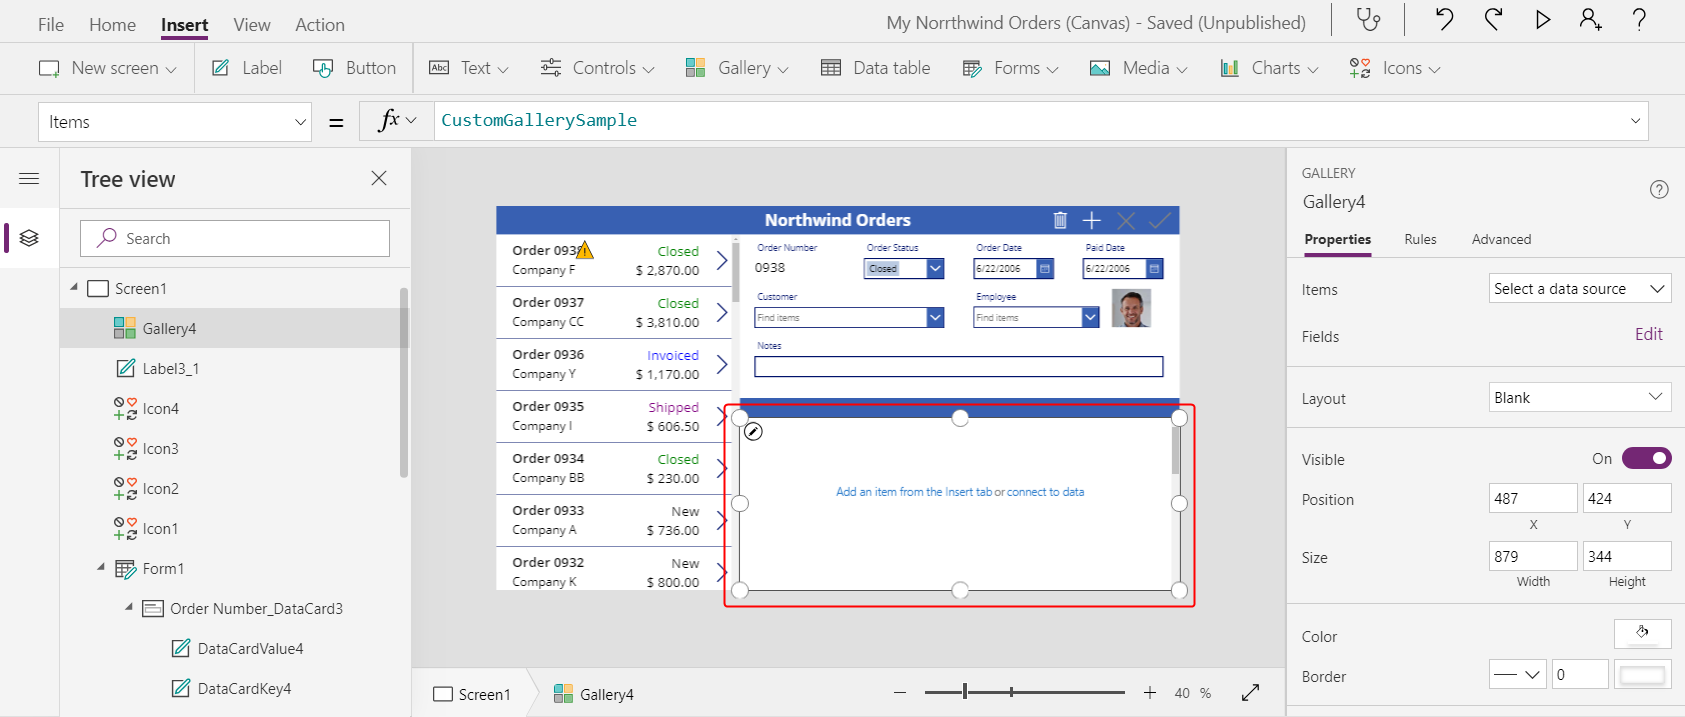 File Home Insert View Action My Norrthwind Orders (Canvas) - Saved (Unpublished)
New screen Label Button Abc Text Controls Gallery Data table Forms Media Charts Icons
Items = fx CustomGallerySample
Tree view
Search
Screen1
Gallery4
Label3_1
Icon4
Icon3
Icon2
Icon1
Form1
Order Number_DataCard3
DataCardValue4
DataCardKey4
Northwind Orders
Order 0938 Closed
Company F $ 2,870.00
Order 0937 Closed
Company CC $ 3,810.00
Order 0936 Invoiced
Company Y $ 1,170.00
Order 0935 Shipped
Company I $ 606.50
Order 0934 Closed
Company BB $ 230.00
Order 0933 New
Company A $ 736.00
Order 0932 New
Company K $ 800.00
Order Number Order Status Order Date Paid Date
0938 Closed 6/22/2006 6/22/2006
Customer Employee
Find items Find items
Notes
Add an item from the Insert tab or connect to data
Screen1 Gallery4 40 %
GALLERY
Gallery4
Properties Rules Advanced
Items Select a data source
Fields Edit
Layout Blank
Visible On
Position 487 424
X Y
Size 879 344
Width Height
Color
Border 0